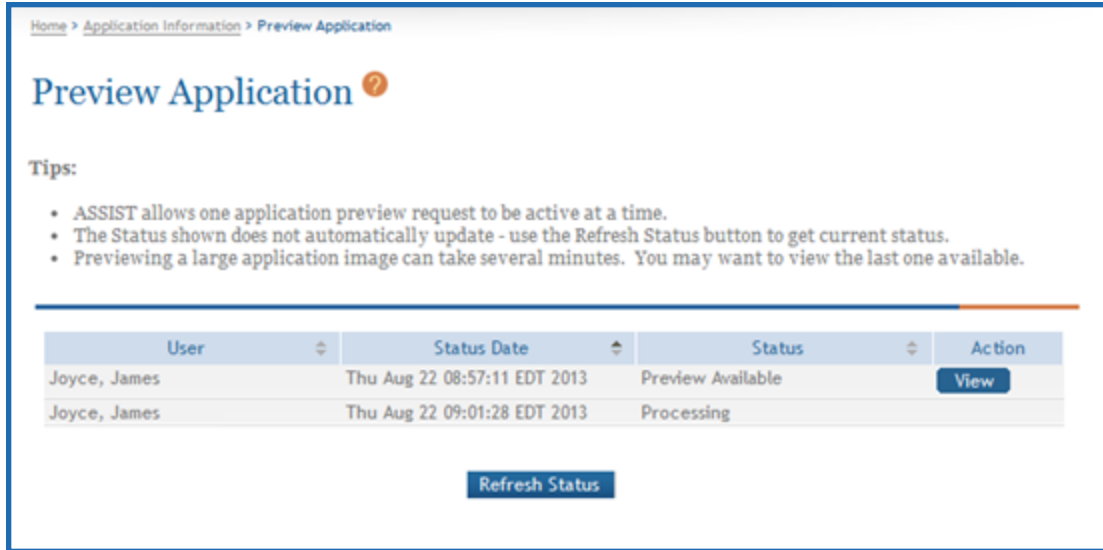 Home > Application Information > Preview Application
Preview Application ?
Tips:
• ASSIST allows one application preview request to be active at a time.
• The Status shown does not automatically update - use the Refresh Status button to get current status.
• Previewing a large application image can take several minutes. You may want to view the last one available.
User Status Date Status Action
Joyce, James Thu Aug 22 08:57:11 EDT 2013 Preview Available View
Joyce, James Thu Aug 22 09:01:28 EDT 2013 Processing
Refresh Status